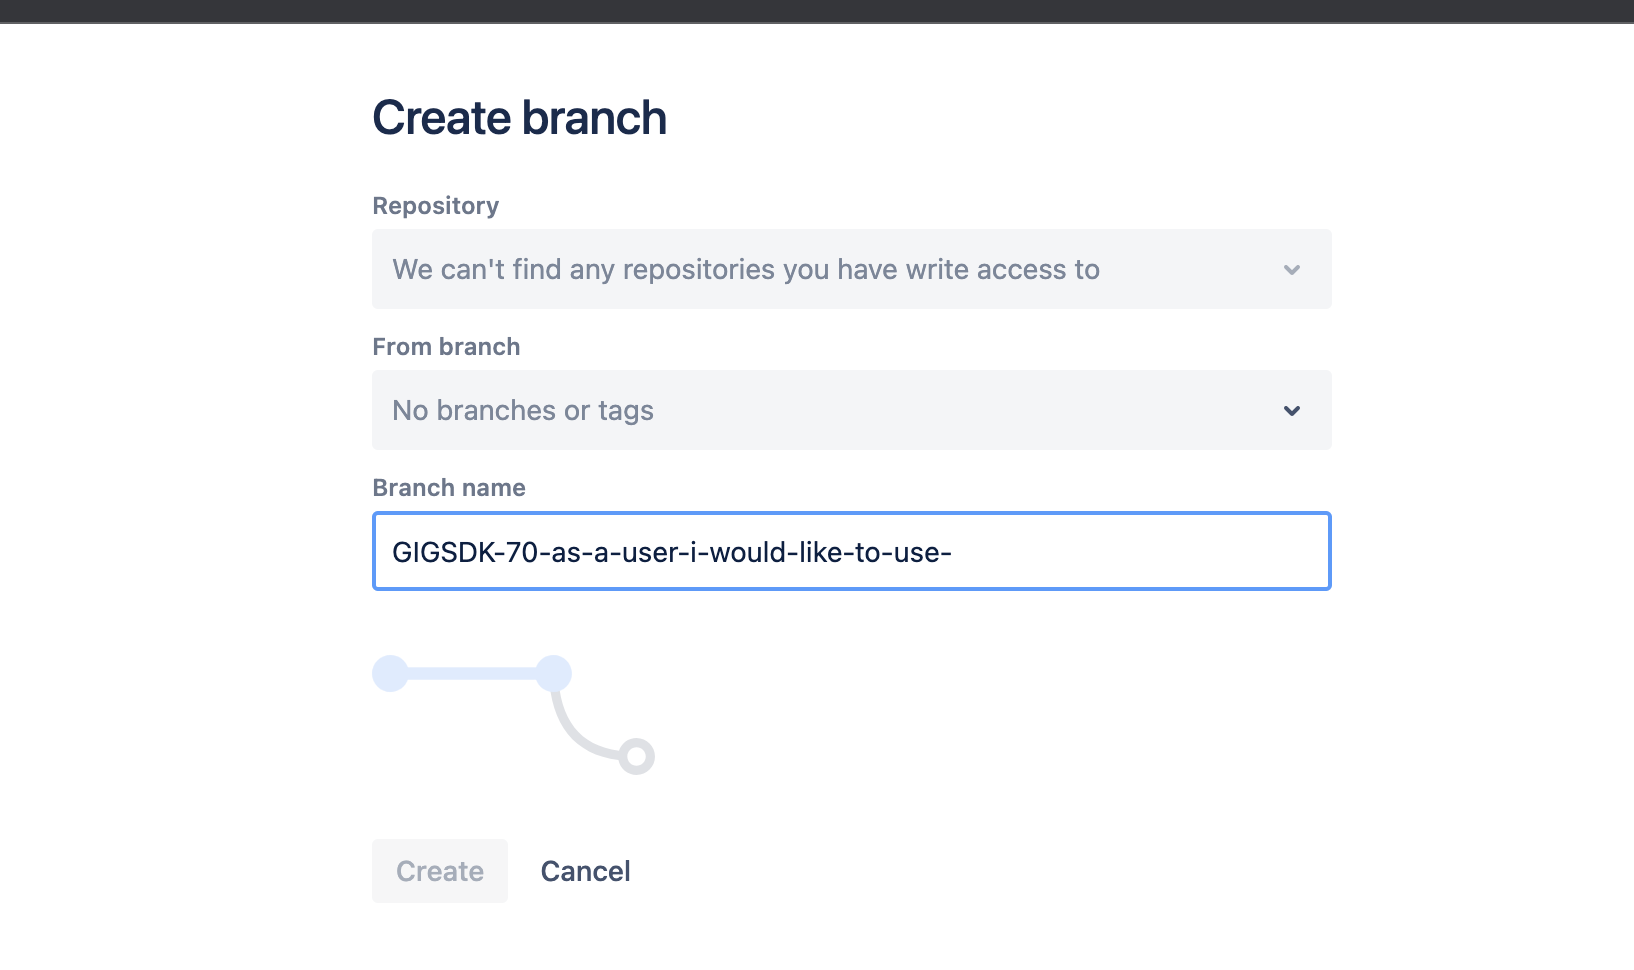 Create branch
Repository
We can't find any repositories you have write access to
From branch
No branches or tags
Branch name
GIGSDK-70-as-a-user-i-would-like-to-use-
Create
Cancel